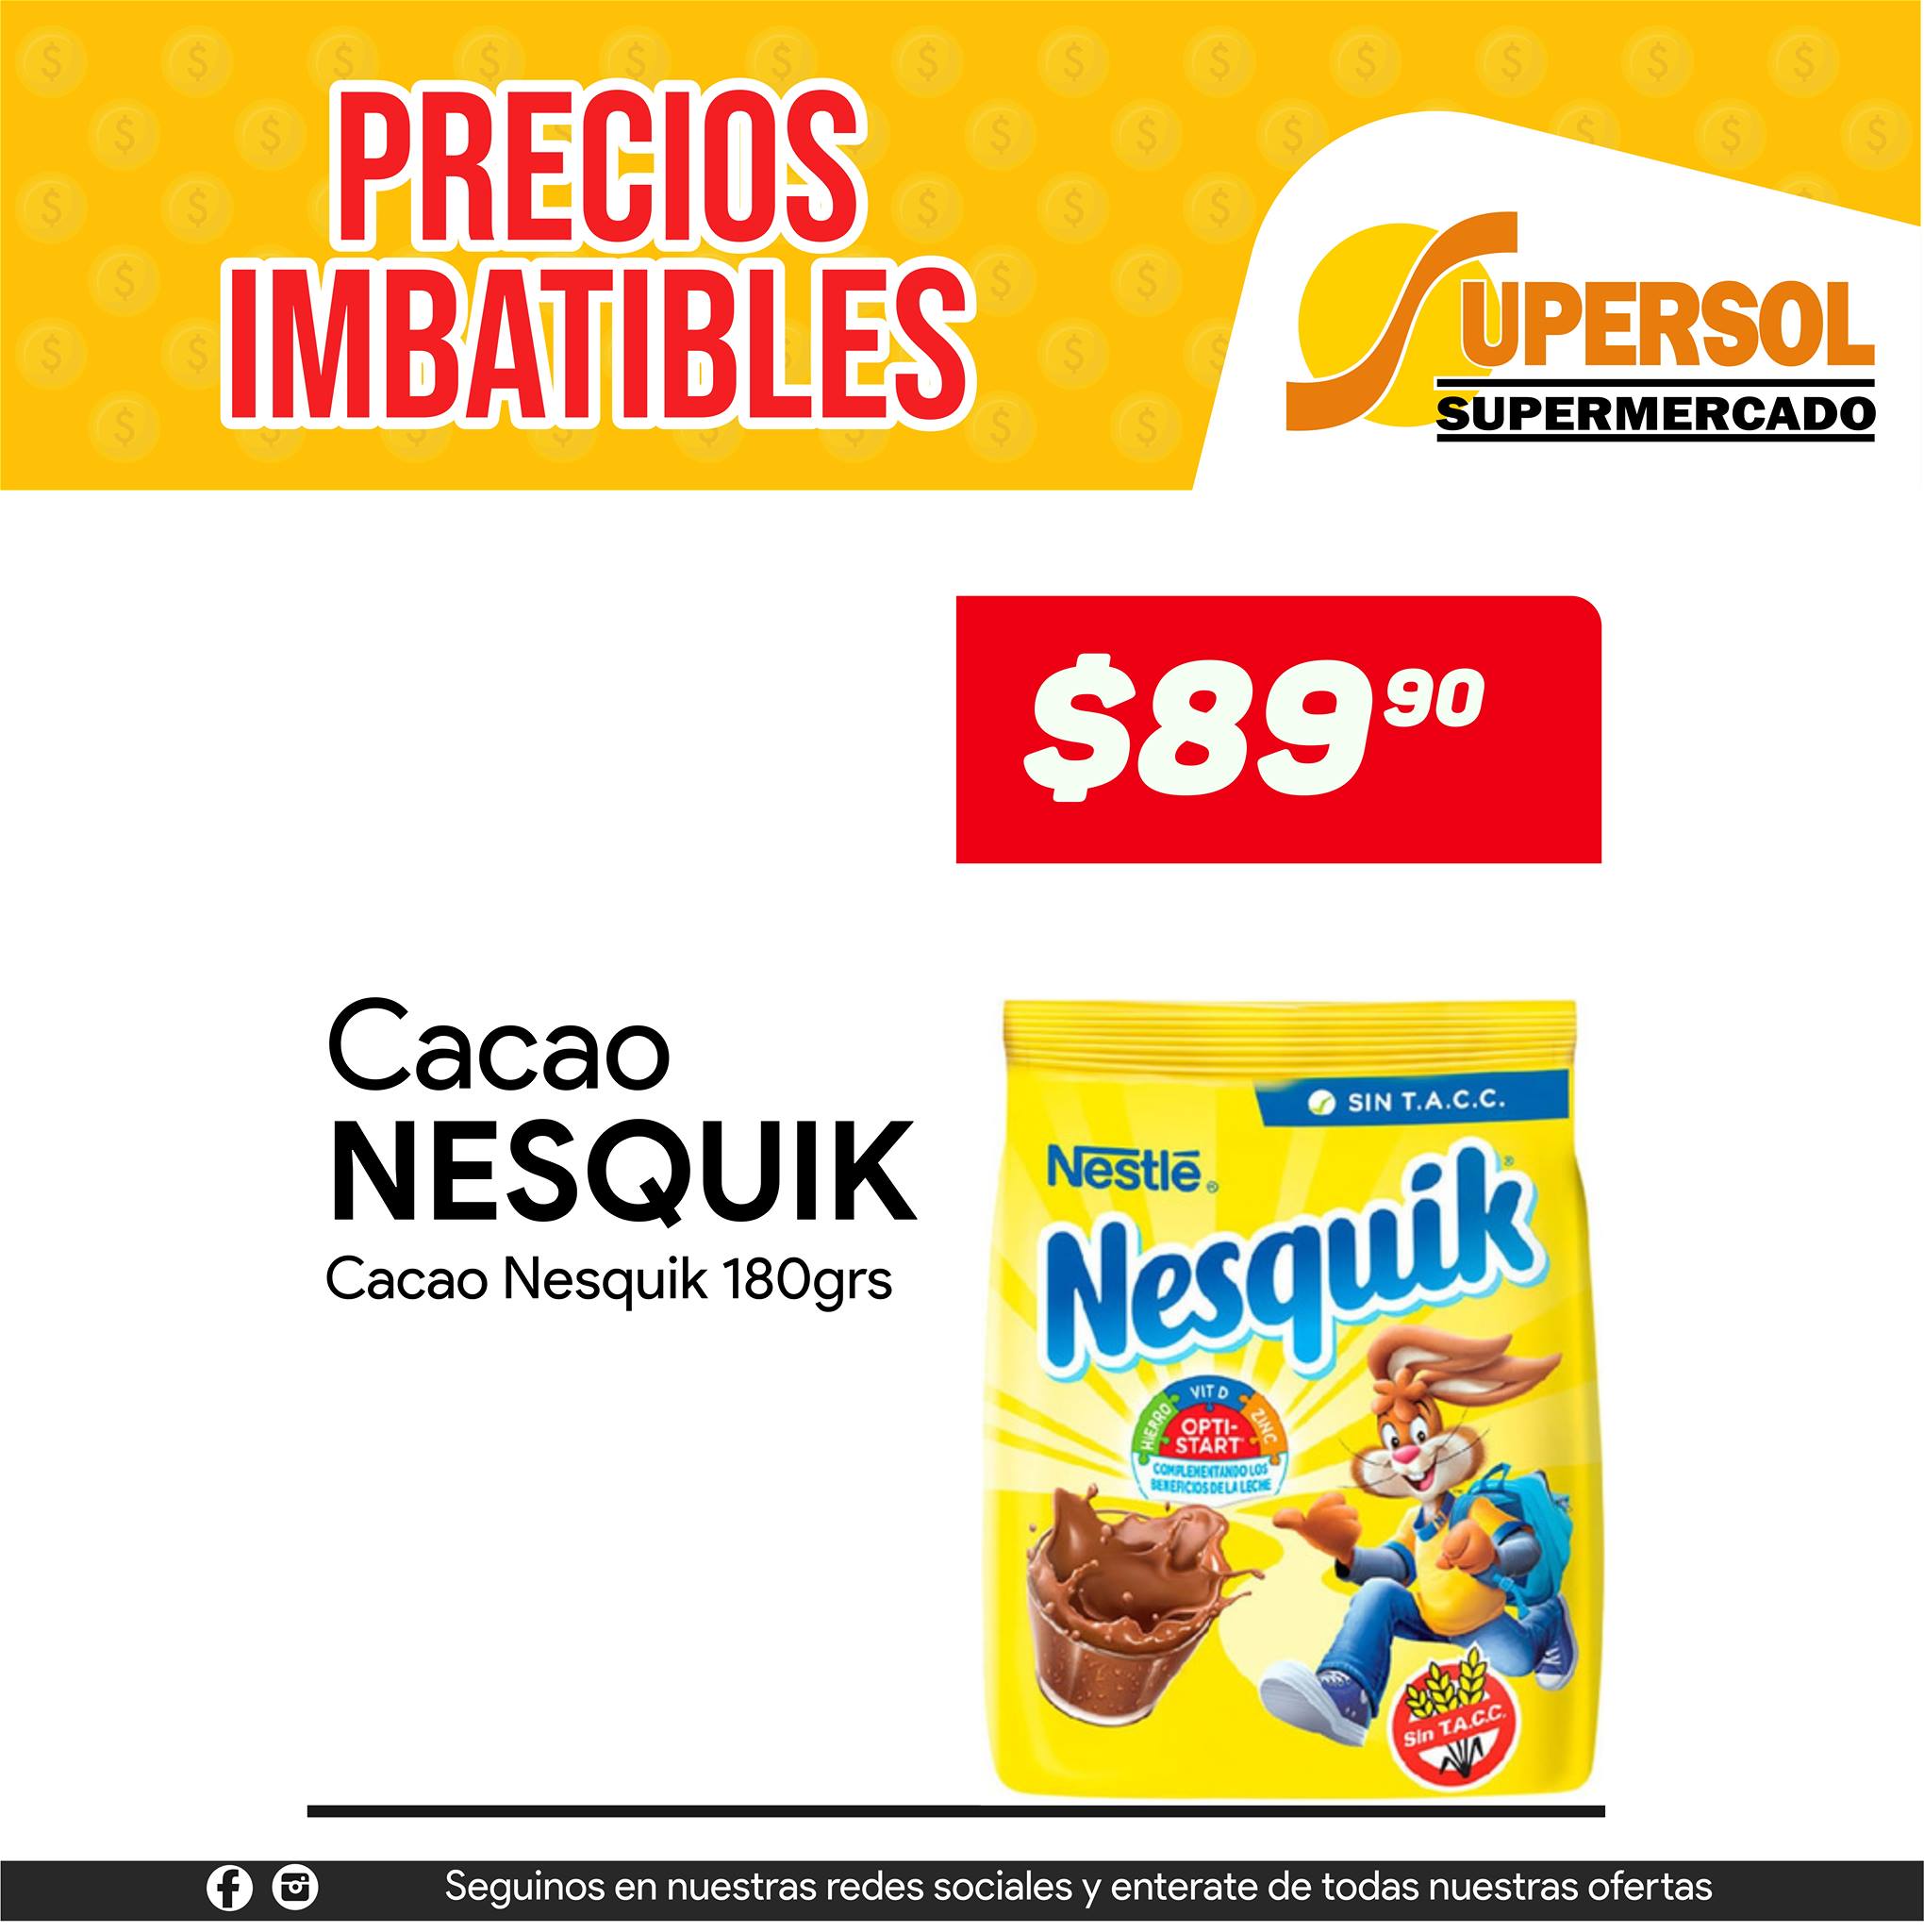 PRECIOS
IMBATIBLES
SUPERSOL
SUPERMERCADO
$89 90
Cacao
NESQUIK
Cacao Nesquik 180grs
SIN T.A.C.C.
Nestlé®
Nesquik®
VIT D
HIERRO
ZINC
OPTI-
START
COMPLEMENTANDO LOS
BENEFICIOS DE LA LECHE
Sin T.A.C.C.
Seguinos en nuestras redes sociales y enterate de todas nuestras ofertas